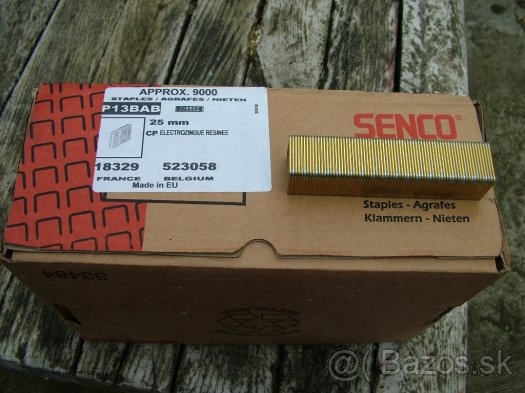 APPROX. 9000
STAPLES / AGRAFES / NIETEN
P13BAB
25 mm
CP ELECTROZINGUE RESINEE
18329 523058
FRANCE BELGIUM
Made in EU
SENCO
Staples - Agrafes
Klammern - Nieten
33484
Bazos.sk